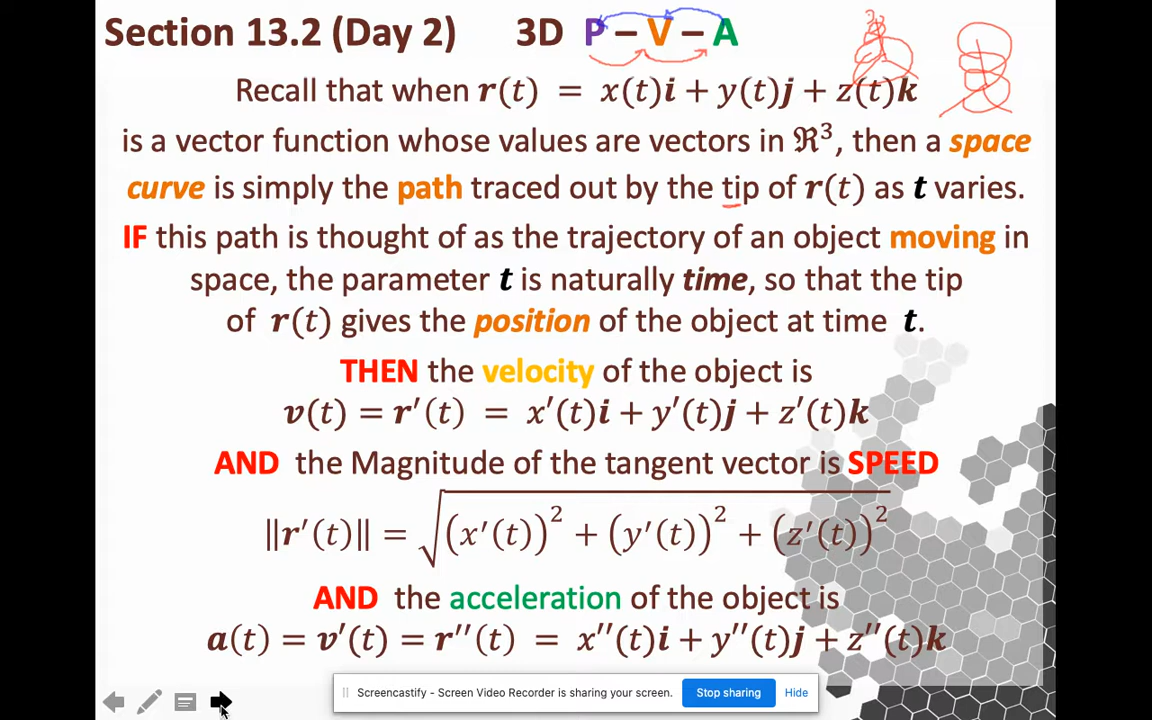 Section 13.2 (Day 2) 3D P – V – A
Recall that when r(t) = x(t)i + y(t)j + z(t)k
is a vector function whose values are vectors in ℜ³, then a space
curve is simply the path traced out by the tip of r(t) as t varies.
IF this path is thought of as the trajectory of an object moving in
space, the parameter t is naturally time, so that the tip
of r(t) gives the position of the object at time t.
THEN the velocity of the object is
v(t) = r′(t) = x′(t)i + y′(t)j + z′(t)k
AND the Magnitude of the tangent vector is SPEED
‖r′(t)‖ = √((x′(t))² + (y′(t))² + (z′(t))²)
AND the acceleration of the object is
a(t) = v′(t) = r′′(t) = x′′(t)i + y′′(t)j + z′′(t)k
Screencastify - Screen Video Recorder is sharing your screen. Stop sharing Hide